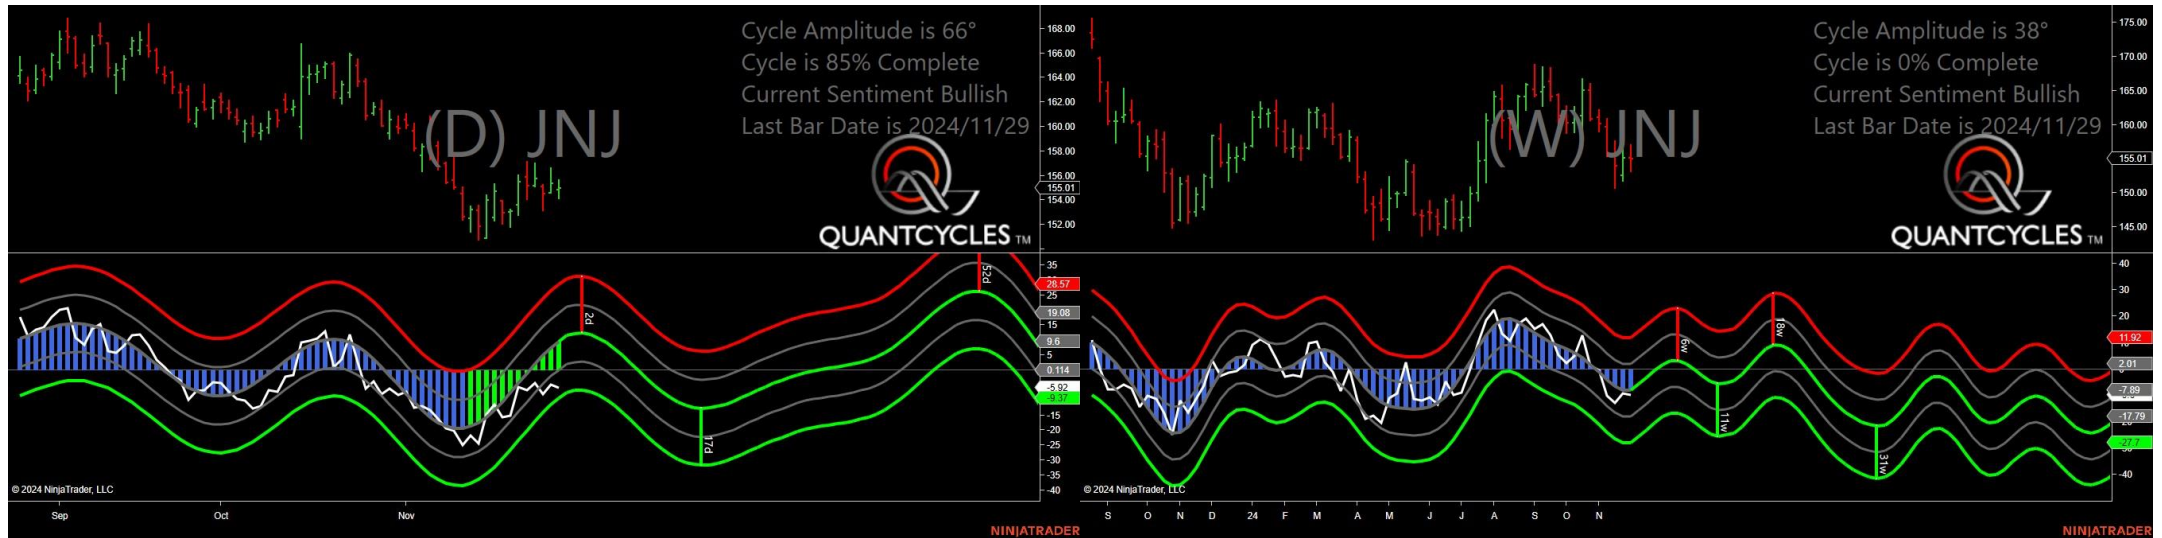 Cycle Amplitude is 66°
Cycle is 85% Complete
Current Sentiment Bullish
Last Bar Date is 2024/11/29
(D) JNJ
QUANTCYCLES TM
168.00
166.00
164.00
162.00
160.00
158.00
156.00
155.01
154.00
152.00
2d
17d
52d
35
28.57
25
19.08
15
9.6
5
0.114
-5.92
-9.37
-15
-20
-25
-30
-35
-40
© 2024 NinjaTrader, LLC
Sep
Oct
Nov
NINJATRADER
Cycle Amplitude is 38°
Cycle is 0% Complete
Current Sentiment Bullish
Last Bar Date is 2024/11/29
(W) JNJ
QUANTCYCLES TM
175.00
170.00
165.00
160.00
155.01
150.00
145.00
6w
11w
18w
31w
40
30
20
11.92
2.01
-7.89
-17.79
-27.7
-40
© 2024 NinjaTrader, LLC
S O N D 24 F M A M J J A S O N
NINJATRADER